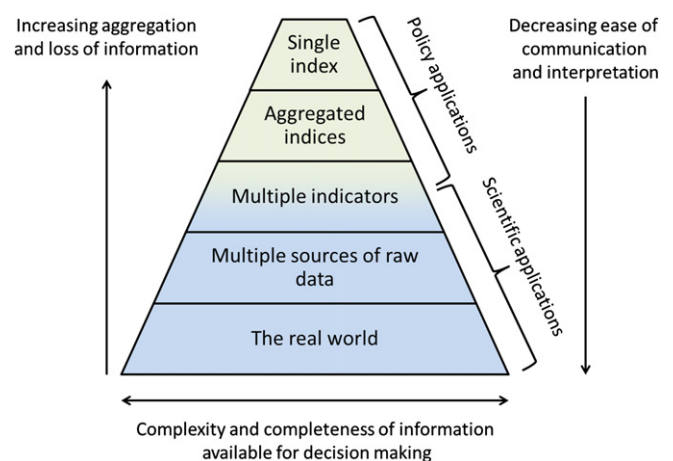 Increasing aggregation
and loss of information
Decreasing ease of
communication
and interpretation
Policy applications
Scientific applications
Single
index
Aggregated
indices
Multiple indicators
Multiple sources of raw
data
The real world
Complexity and completeness of information
available for decision making